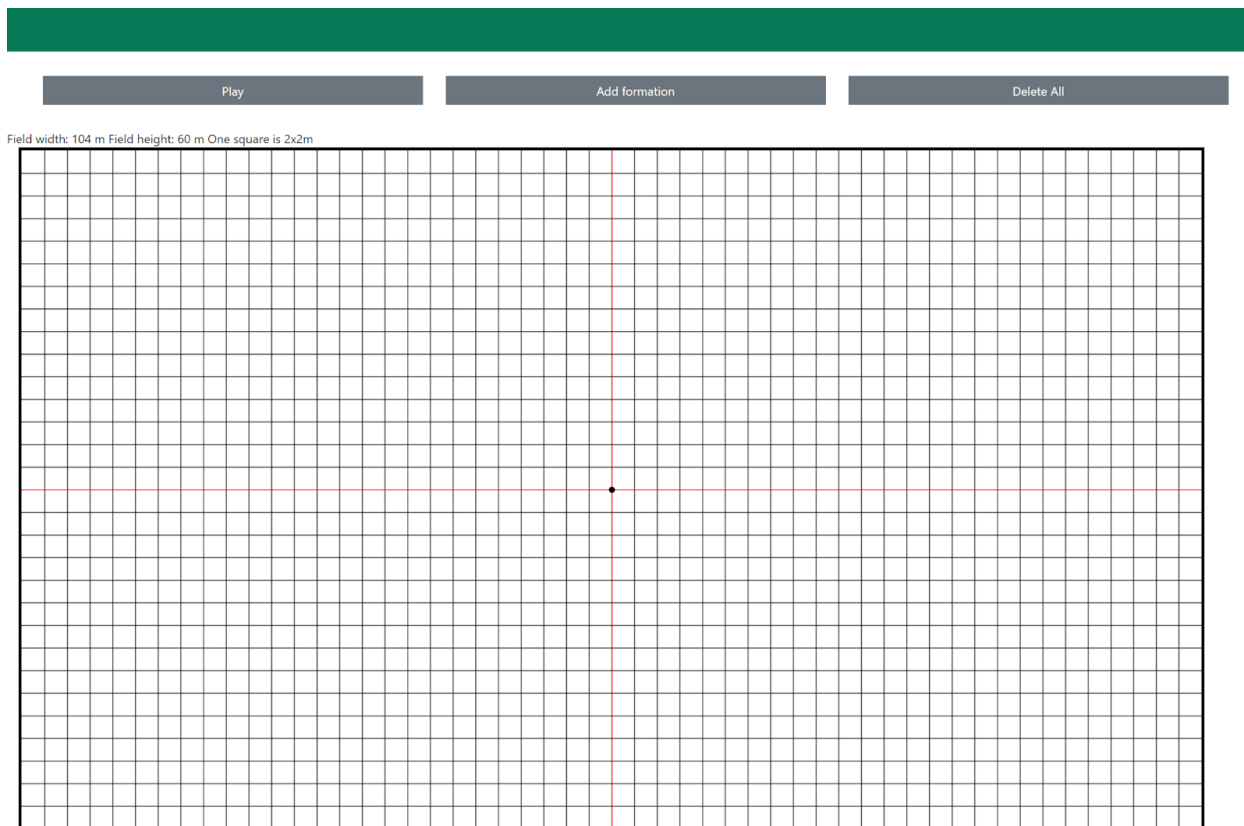 Play
Add formation
Delete All
Field width: 104 m Field height: 60 m One square is 2x2m